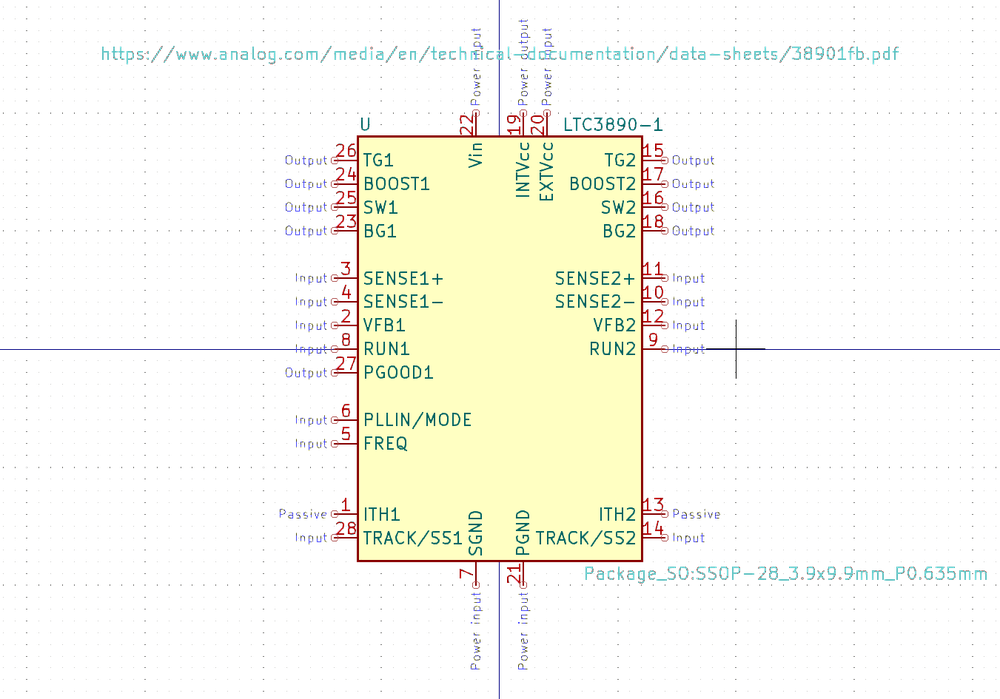 https://www.analog.com/media/en/technical-documentation/data-sheets/38901fb.pdf
Power input
Power output
Power input
22
19
20
U
LTC3890-1
Vin
INTVcc
EXTVcc
Output 26 TG1
TG2 15 Output
Output 24 BOOST1
BOOST2 17 Output
Output 25 SW1
SW2 16 Output
Output 23 BG1
BG2 18 Output
Input 3 SENSE1+
SENSE2+ 11 Input
Input 4 SENSE1-
SENSE2- 10 Input
Input 2 VFB1
VFB2 12 Input
Input 8 RUN1
RUN2 9 Input
Output 27 PGOOD1
Input 6 PLLIN/MODE
Input 5 FREQ
Passive 1 ITH1
ITH2 13 Passive
Input 28 TRACK/SS1
TRACK/SS2 14 Input
SGND
PGND
7
21
Package_SO:SSOP-28_3.9x9.9mm_P0.635mm
Power input
Power input